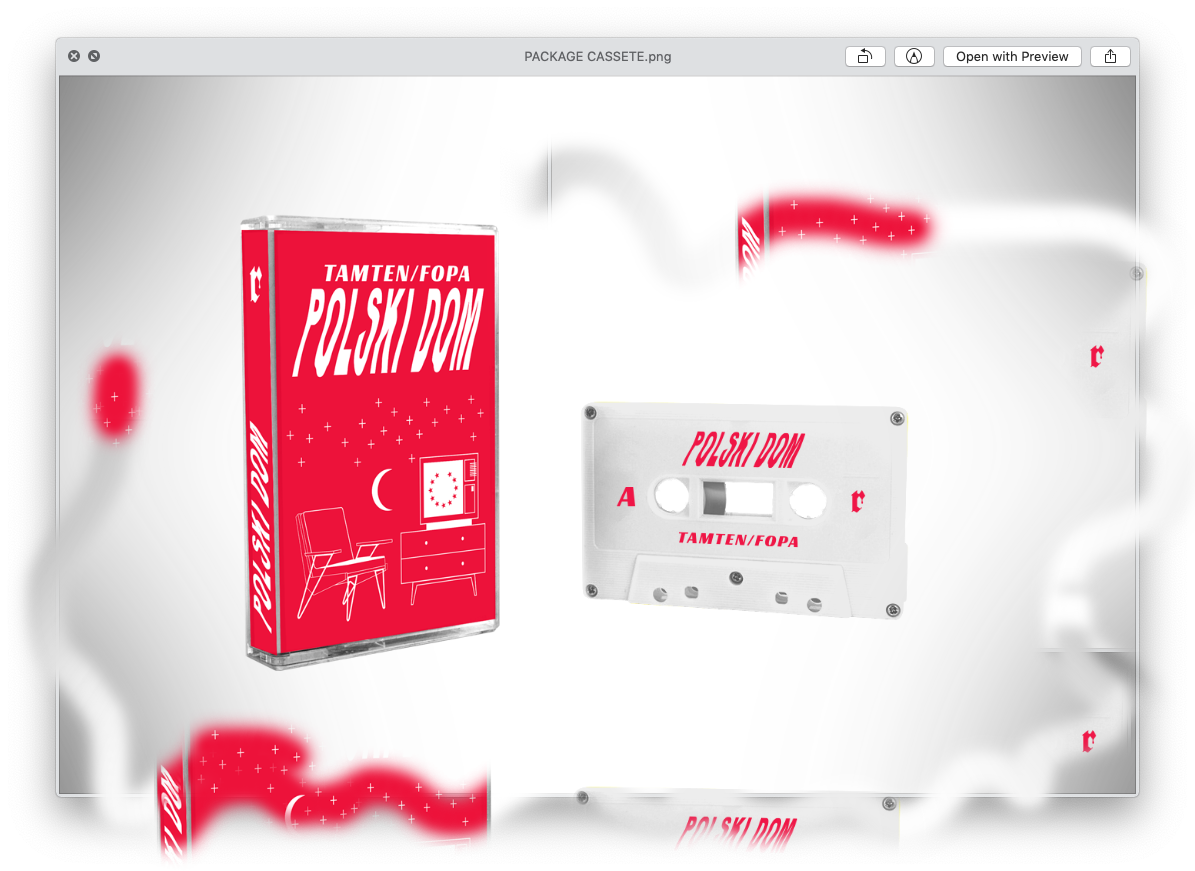 PACKAGE CASSETE.png
Open with Preview
r
TAMTEN/FOPA
POLSKI DOM
POLSKI DOM
POLSKI DOM
A
r
TAMTEN/FOPA
r
r
POLSKI DOM